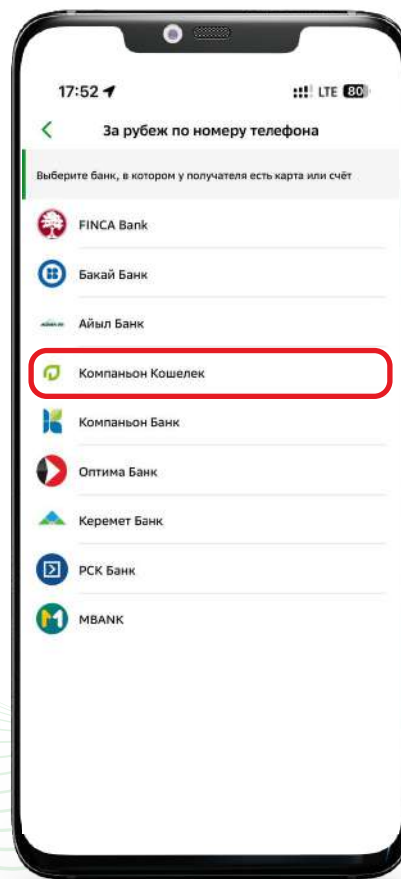 17:52
LTE 80
За рубеж по номеру телефона
Выберите банк, в котором у получателя есть карта или счёт
FINCA Bank
Бакай Банк
Айыл Банк
Компаньон Кошелек
Компаньон Банк
Оптима Банк
Керемет Банк
РСК Банк
MBANK